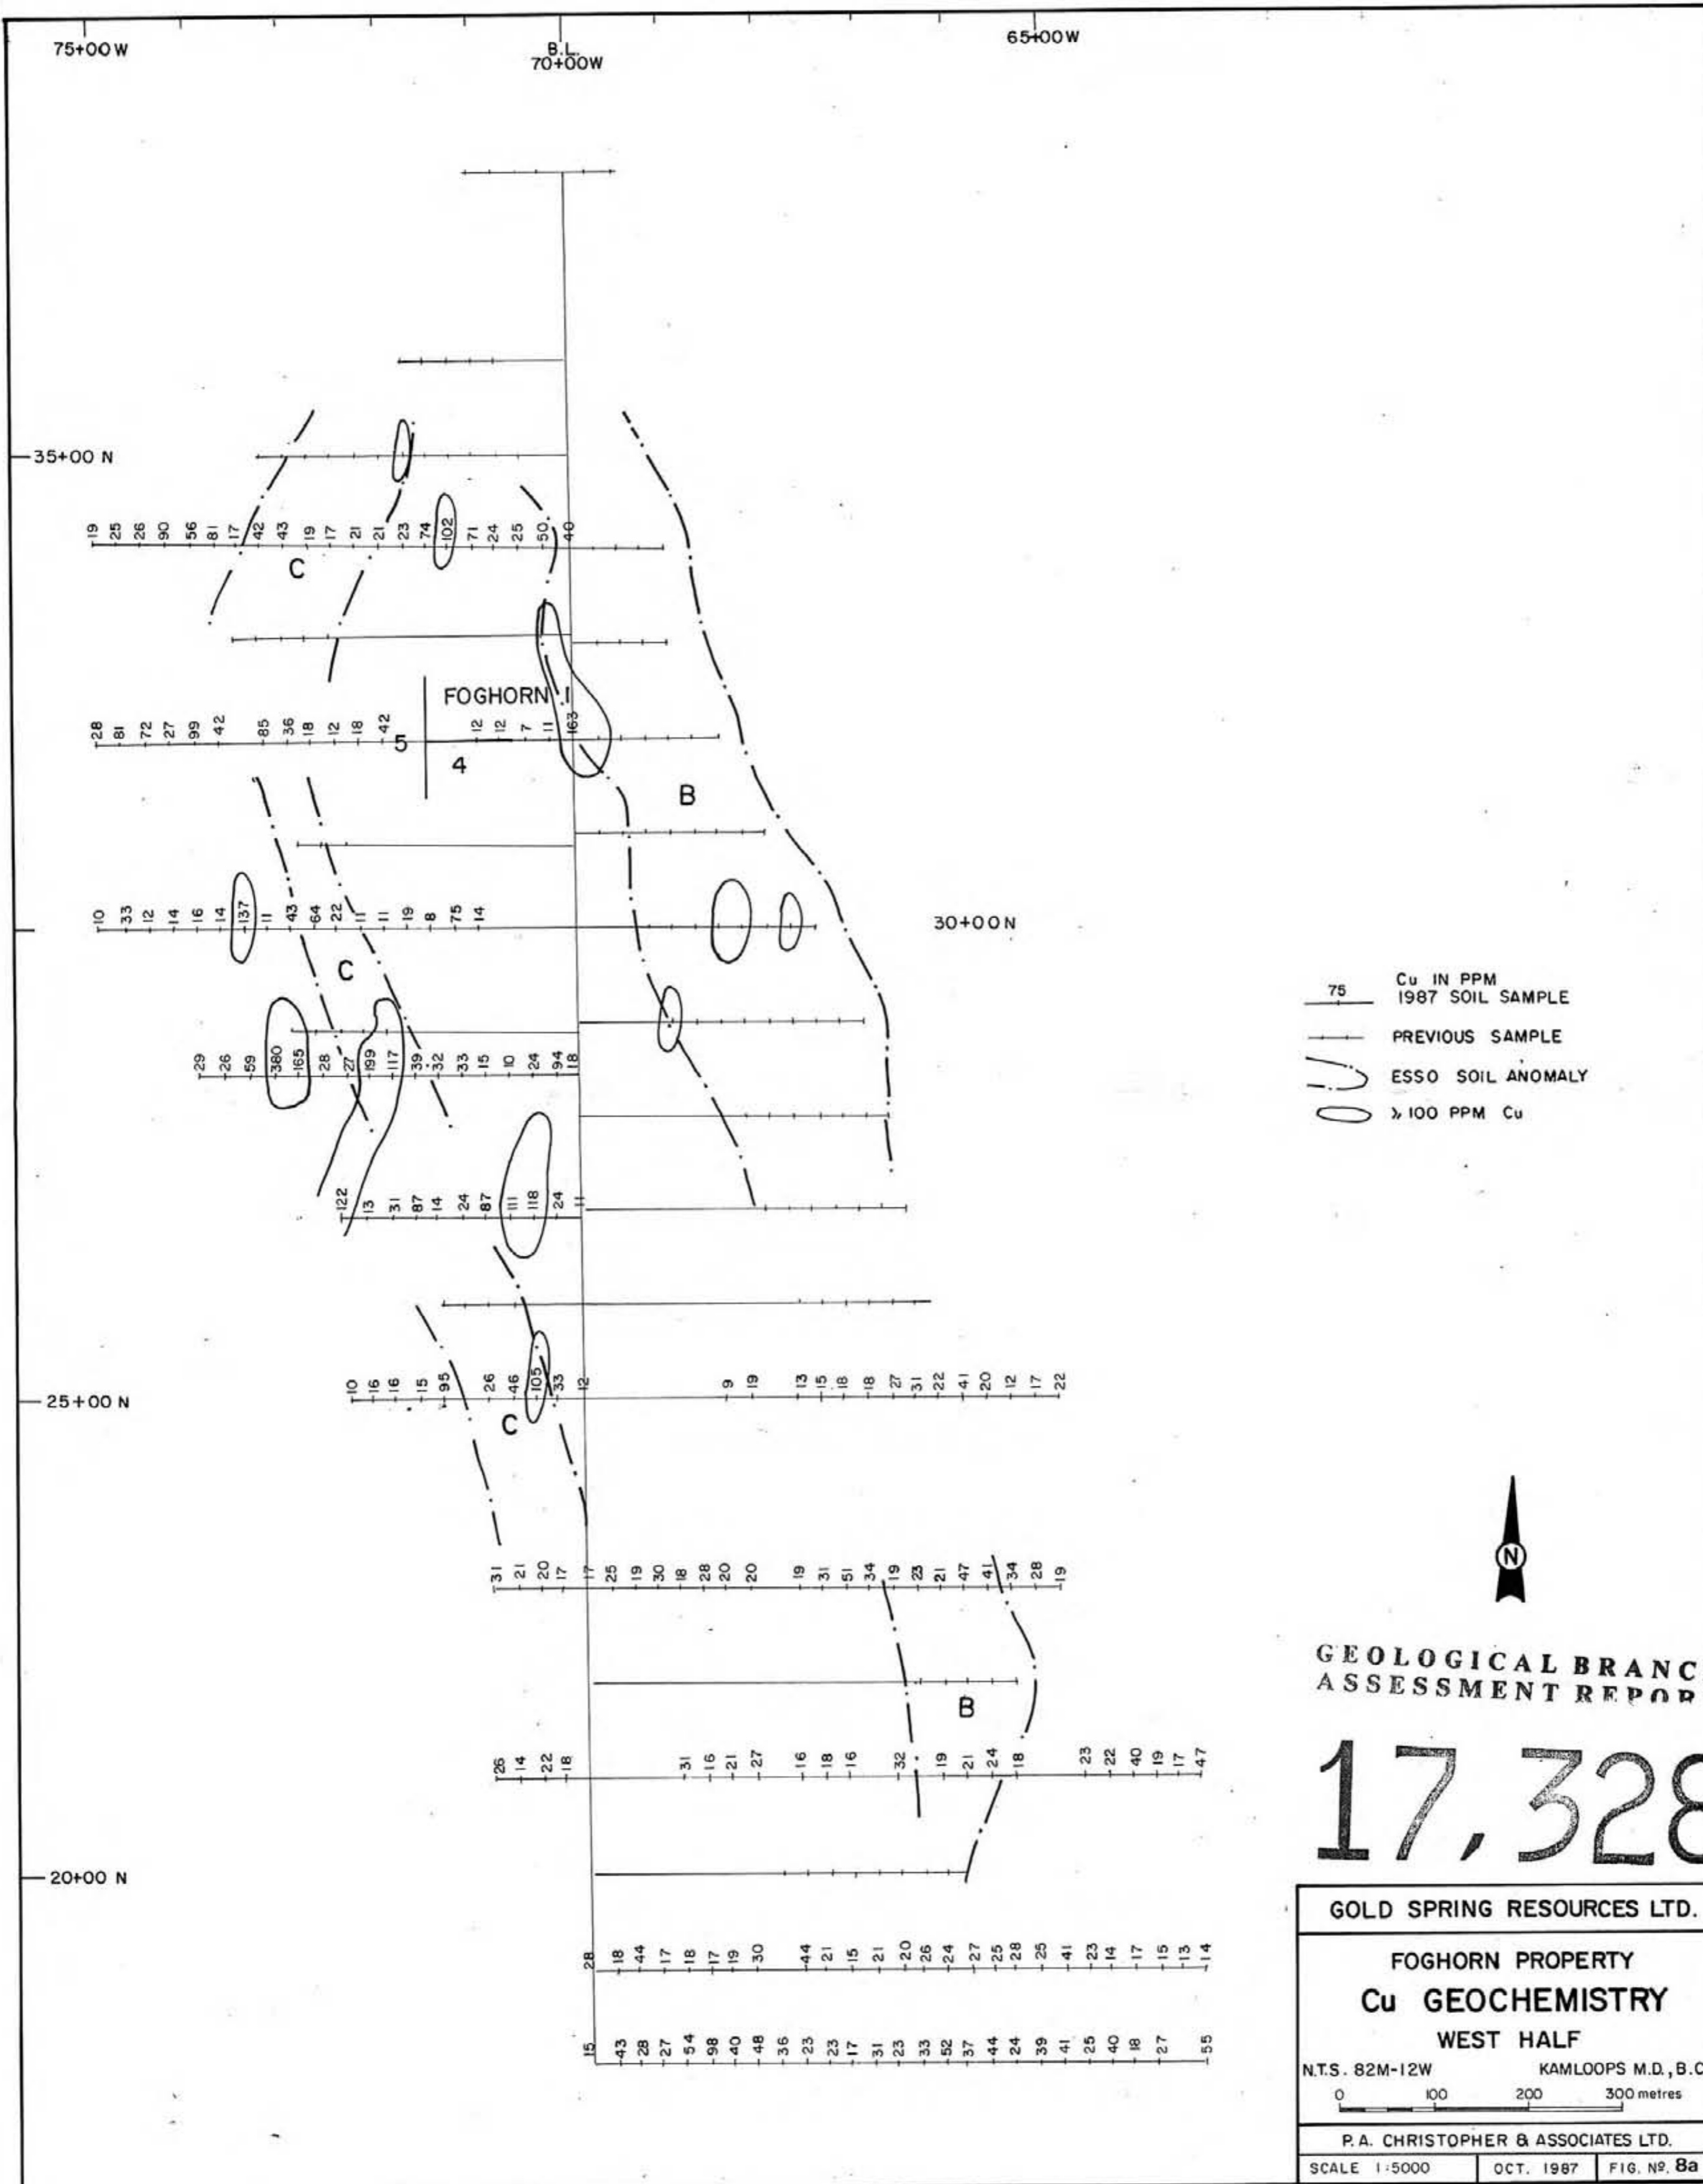 75+00 W
B.L.
70+00W
65+00W
35+00 N
19 25 26 90 56 81 17 42 43 19 17 21 21 23 74 102 71 24 25 50 40
C
FOGHORN 1
28 81 72 27 99 42 85 36 18 12 18 42 12 12 7 11 163
5
4
B
10 33 12 14 16 14 137 11 43 64 22 11 11 19 8 75 14
30+00 N
C
29 26 59 380 165 28 27 199 117 39 32 33 15 10 24 94 18
122 13 31 87 14 24 87 111 118 24 11
25+00 N
10 16 16 15 95 26 46 105 33 12 9 19 13 15 18 18 27 31 22 41 20 12 17 22
C
31 21 20 17 17 25 19 30 18 28 20 20 19 31 51 34 19 23 21 47 41 34 28 19
B
26 14 22 18 31 16 21 27 16 18 16 32 19 21 24 18 23 22 40 19 17 47
20+00 N
28 18 44 17 18 17 19 30 44 21 15 21 20 26 24 27 25 28 25 41 23 14 17 15 13 14
15 43 28 27 54 98 40 48 36 23 23 17 31 23 33 52 37 44 24 39 41 25 40 18 27 55
75 Cu IN PPM
1987 SOIL SAMPLE
PREVIOUS SAMPLE
ESSO SOIL ANOMALY
⩾ 100 PPM Cu
N
GEOLOGICAL BRANC
ASSESSMENT REPOR
17,328
GOLD SPRING RESOURCES LTD.
FOGHORN PROPERTY
Cu GEOCHEMISTRY
WEST HALF
N.T.S. 82M-12W KAMLOOPS M.D., B.C
0 100 200 300 metres
P.A. CHRISTOPHER & ASSOCIATES LTD.
SCALE 1:5000 OCT. 1987 FIG. Nº. 8a